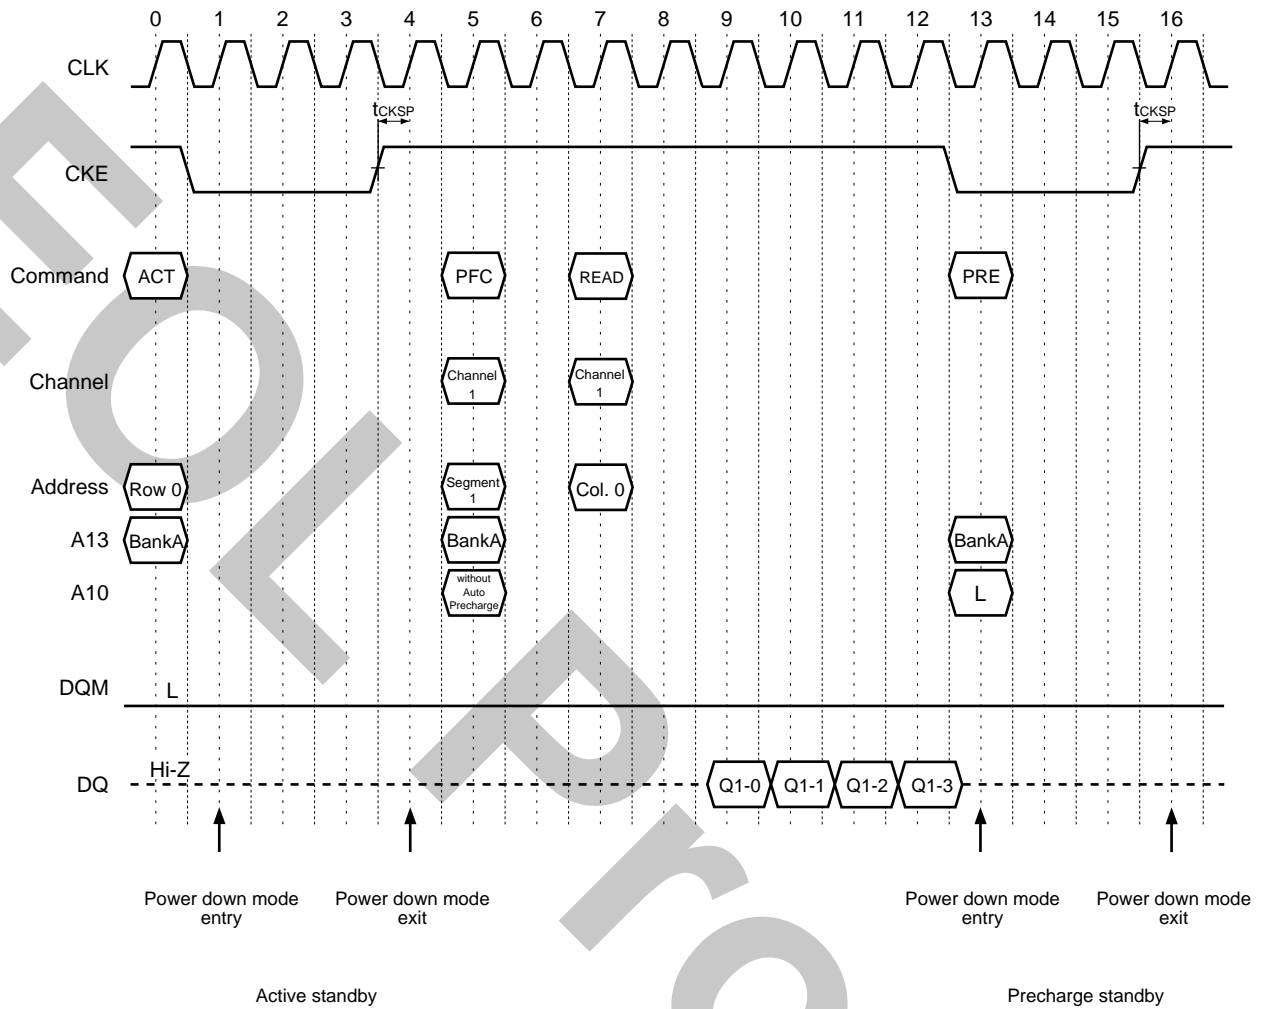 0 1 2 3 4 5 6 7 8 9 10 11 12 13 14 15 16
CLK
tCKSP tCKSP
CKE
Command ACT PFC READ PRE
Channel Channel 1 Channel 1
Address Row 0 Segment 1 Col. 0
A13 BankA BankA BankA
A10 without Auto Precharge L
DQM L
Hi-Z
DQ Q1-0 Q1-1 Q1-2 Q1-3
Power down mode entry Power down mode exit Power down mode entry Power down mode exit
Active standby Precharge standby
EOL Pro